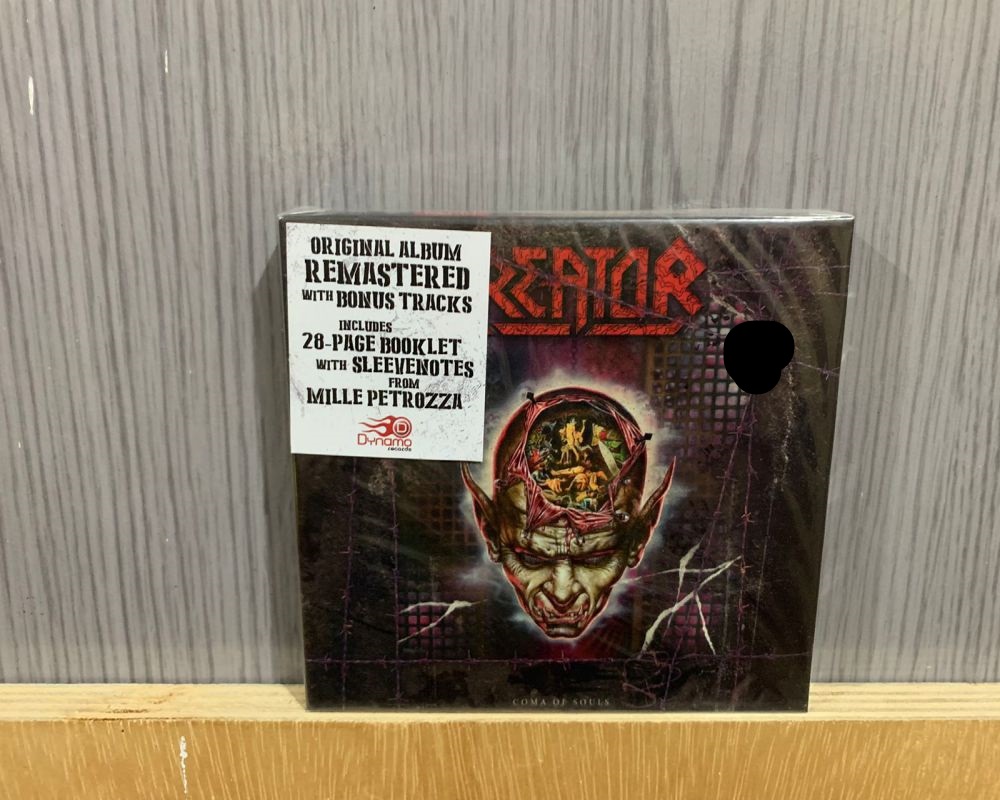 ORIGINAL ALBUM
REMASTERED
WITH BONUS TRACKS
INCLUDES
28-PAGE BOOKLET
WITH SLEEVENOTES
FROM
MILLE PETROZZA
D
Dynamo
records
KREATOR
COMA OF SOULS